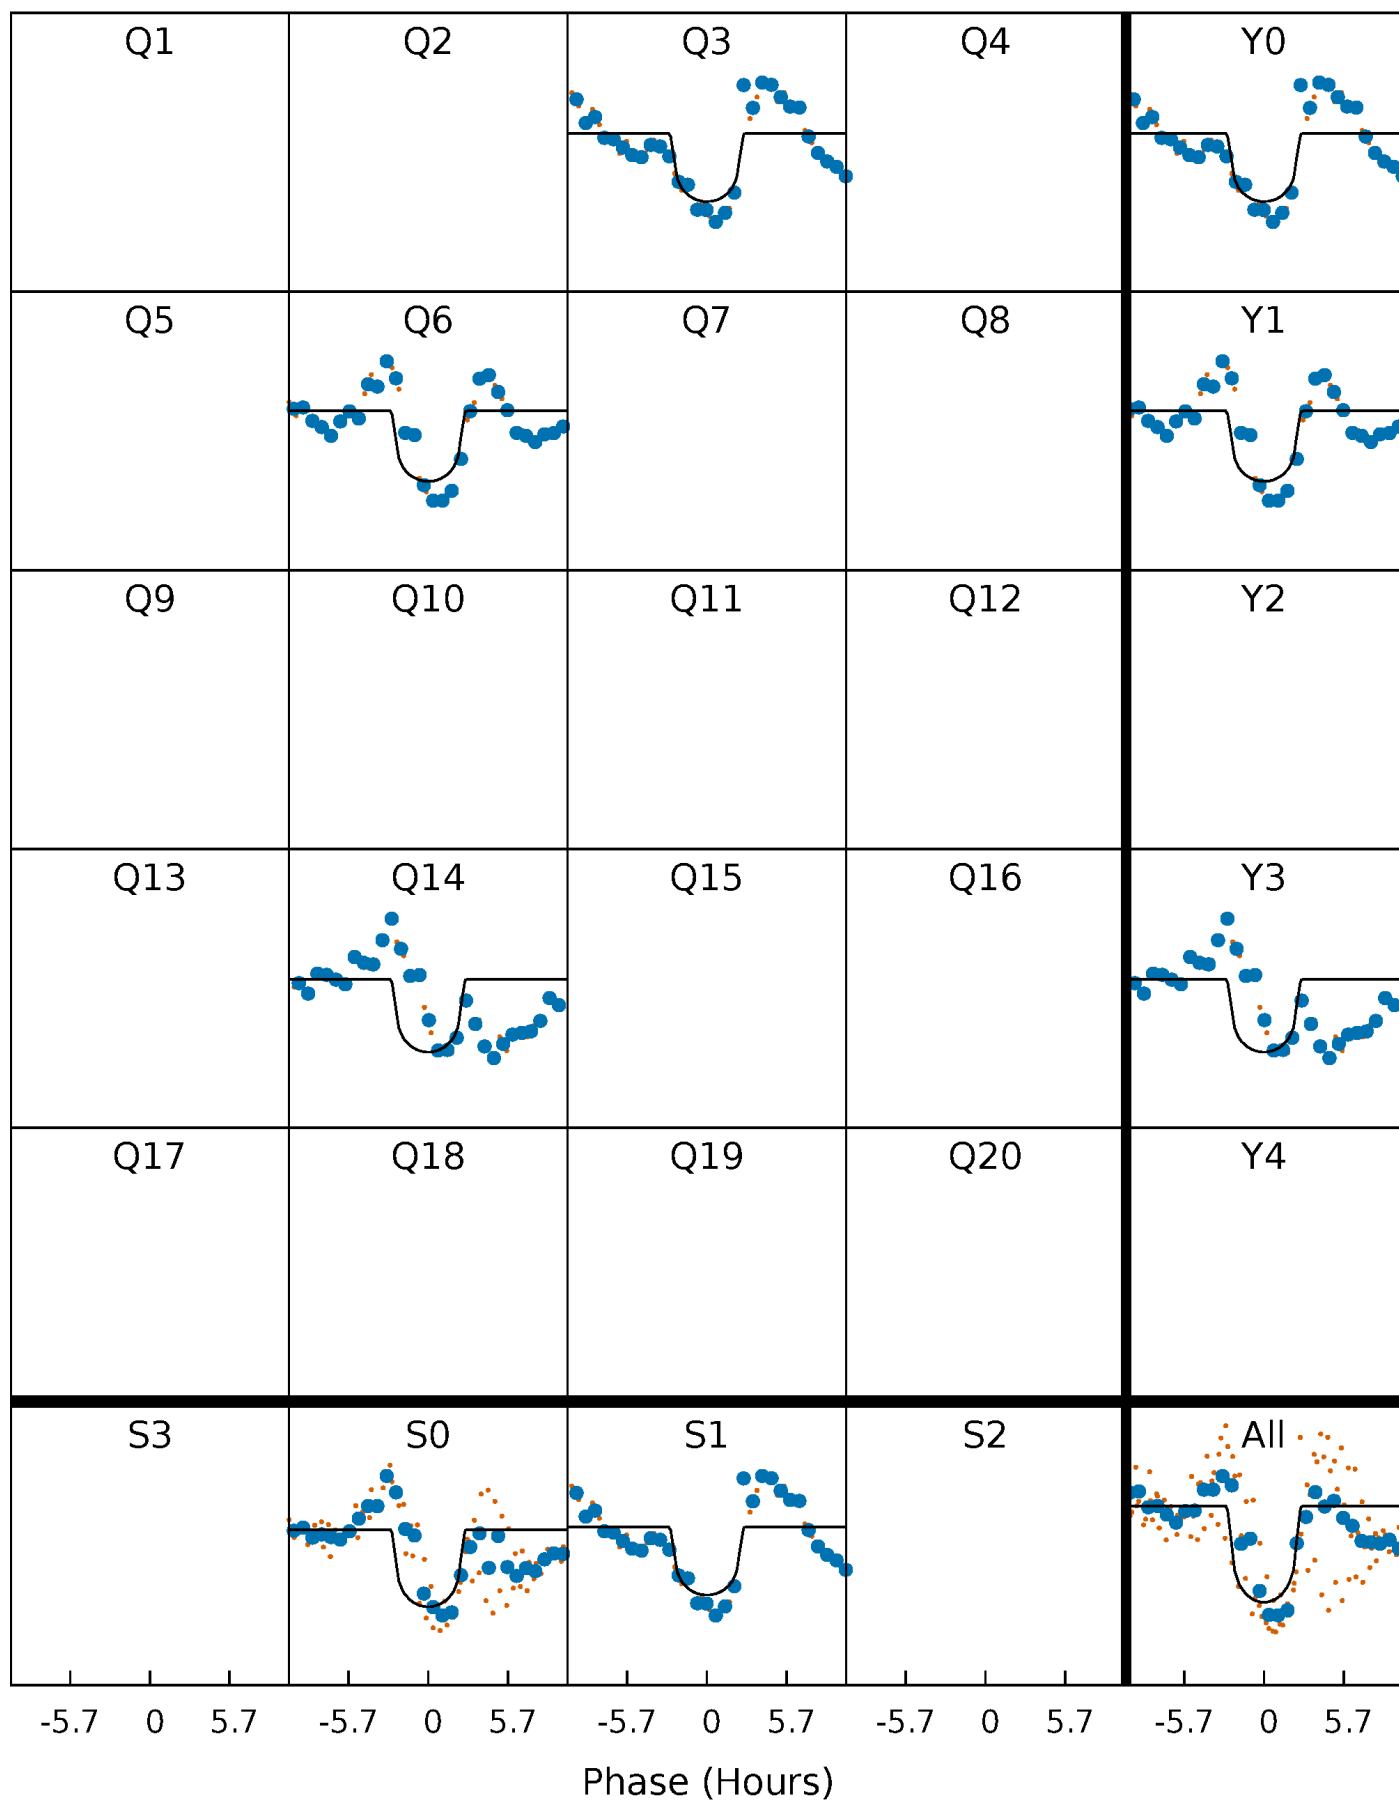 Q1 Q2 Q3 Q4 Y0
Q5 Q6 Q7 Q8 Y1
Q9 Q10 Q11 Q12 Y2
Q13 Q14 Q15 Q16 Y3
Q17 Q18 Q19 Q20 Y4
S3 S0 S1 S2 All
-5.7 0 5.7 -5.7 0 5.7 -5.7 0 5.7 -5.7 0 5.7 -5.7 0 5.7
Phase (Hours)